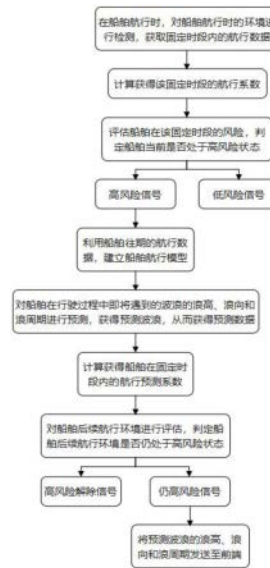 在船舶航行时，对船舶航行时的环境进
行检测，获取固定时段内的航行数据
计算获得该固定时段的航行系数
评估船舶在该固定时段的风险，判
定船舶当前是否处于高风险状态
高风险信号
低风险信号
利用船舶往期的航行数
据，建立船舶航行模型
对船舶在行驶过程中即将遇到的波浪的浪高、浪向和
浪周期进行预测，获得预测波浪，从而获得预测数据
计算获得船舶在固定时
段内的航行预测系数
对船舶后续航行环境进行评估，判定船
舶后续航行环境是否仍处于高风险状态
高风险解除信号
仍高风险信号
将预测波浪的浪高、浪
向和浪周期发送至前端